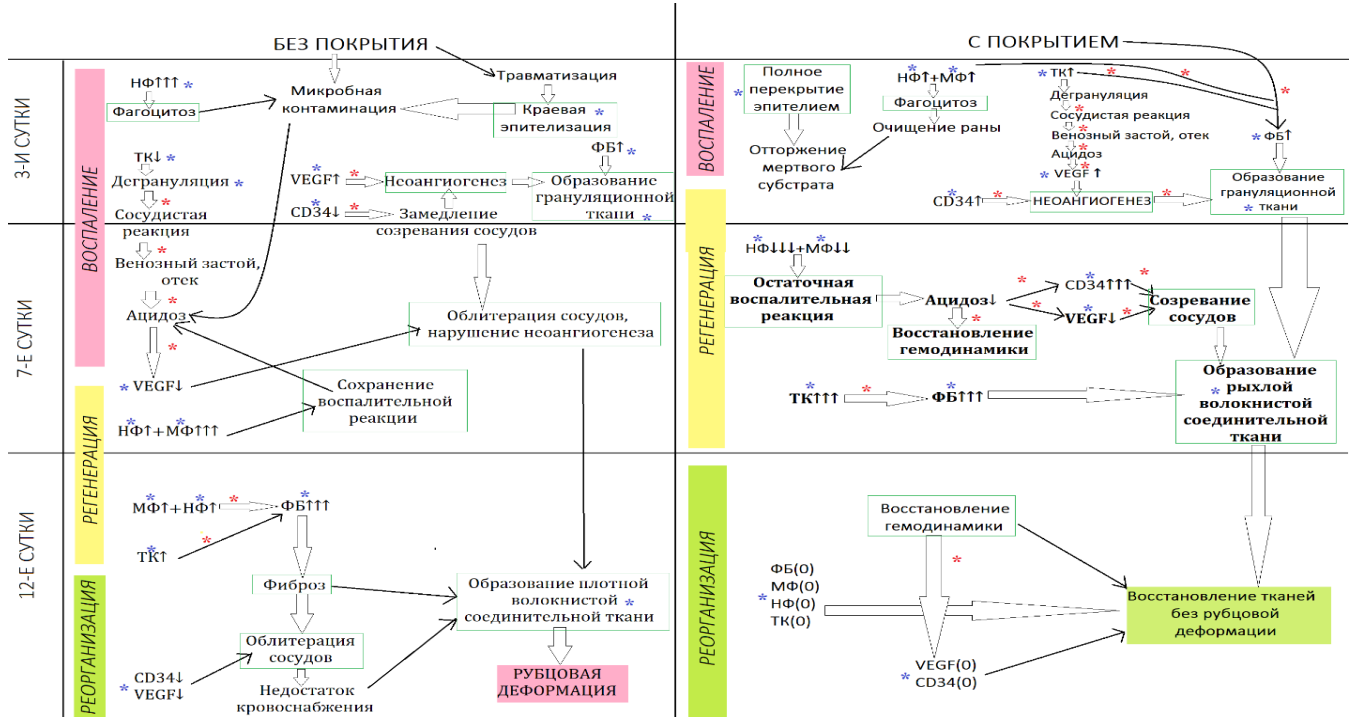 БЕЗ ПОКРЫТИЯ
3-И СУТКИ
7-Е СУТКИ
12-Е СУТКИ
ВОСПАЛЕНИЕ
РЕГЕНЕРАЦИЯ
РЕОРГАНИЗАЦИЯ
НФ↑↑↑ *
Фагоцитоз
Микробная
контаминация
Травматизация
Краевая *
эпителизация
ТК↓ *
Дегрануляция *
*
Сосудистая
реакция
*
Венозный застой,
отек
*
Ацидоз
*
* VEGF↓
* VEGF↑ *
Неоангиогенез
* CD34↓ *
Замедление
созревания сосудов
ФБ↑ *
Образование
грануляционной
ткани *
Облитерация сосудов,
нарушение неоангиогенеза
Сохранение
воспалительной
реакции
* *
НФ↑+МФ↑↑↑
* * * *
МФ↑+НФ↑ ФБ↑↑↑
* *
ТК↑
Фиброз
Облитерация
сосудов
* CD34↓
VEGF↓
Недостаток
кровоснабжения
Образование плотной
волокнистой *
соединительной ткани
РУБЦОВАЯ
ДЕФОРМАЦИЯ
С ПОКРЫТИЕМ
ВОСПАЛЕНИЕ
РЕГЕНЕРАЦИЯ
РЕОРГАНИЗАЦИЯ
Полное
* перекрытие
эпителием
Отторжение
мертвого
субстрата
* *
НФ↑+МФ↑
Фагоцитоз
Очищение раны
* ТК↑ * * *
Дегрануляция
*
Сосудистая реакция
*
Венозный застой, отек
*
Ацидоз
*
* VEGF ↑
*
* ФБ↑
* CD34↑ *
НЕОАНГИОГЕНЕЗ *
Образование
грануляционной
* ткани
* *
НФ↓↓↓+МФ↓↓
Остаточная
воспалительная
реакция
Ацидоз↓
*
Восстановление
гемодинамики
* * *
CD34↑↑↑
* * *
VEGF↓
Созревание
сосудов
* * *
ТК↑↑↑ ФБ↑↑↑
Образование
* рыхлой
волокнистой
соединительной
ткани
Восстановление
гемодинамики
*
ФБ(0)
МФ(0)
* НФ(0)
ТК(0)
VEGF(0)
* CD34(0)
Восстановление тканей
без рубцовой
деформации